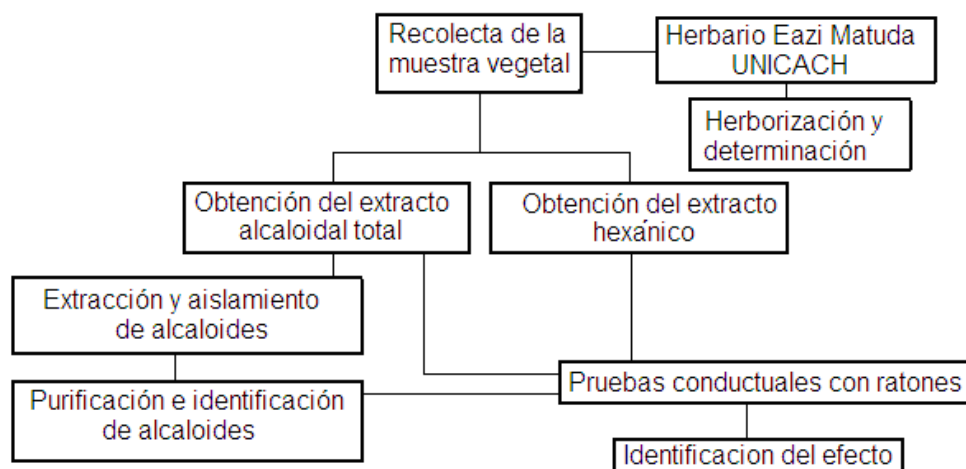 Recolecta de la
muestra vegetal
Herbario Eazi Matuda
UNICACH
Herborización y
determinación
Obtención del extracto
alcaloidal total
Obtención del extracto
hexánico
Extracción y aislamiento
de alcaloides
Purificación e identificación
de alcaloides
Pruebas conductuales con ratones
Identificacion del efecto